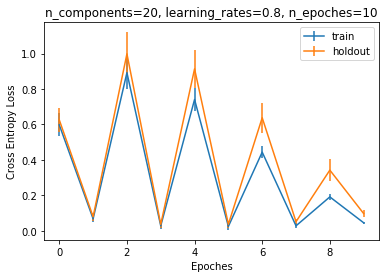 n_components=20, learning_rates=0.8, n_epoches=10
train
holdout
Cross Entropy Loss
1.0
0.8
0.6
0.4
0.2
0.0
0 2 4 6 8
Epoches